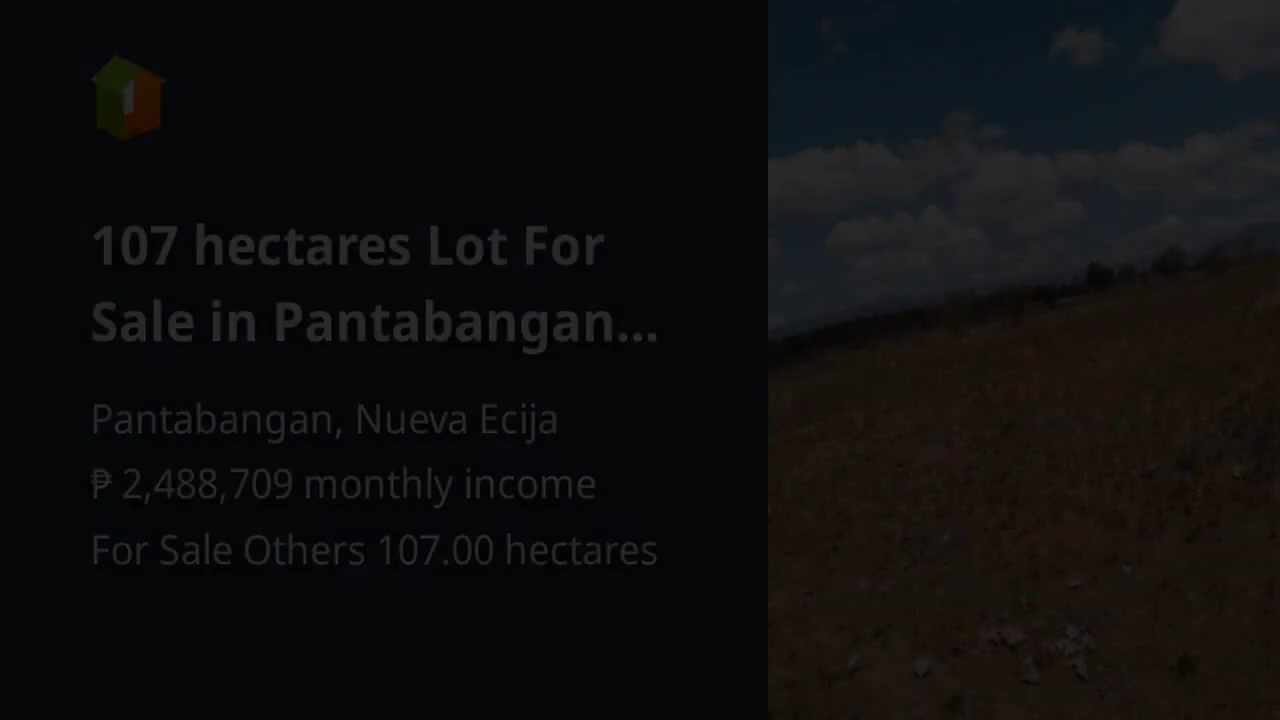 107 hectares Lot For
Sale in Pantabangan...
Pantabangan, Nueva Ecija
₱ 2,488,709 monthly income
For Sale Others 107.00 hectares